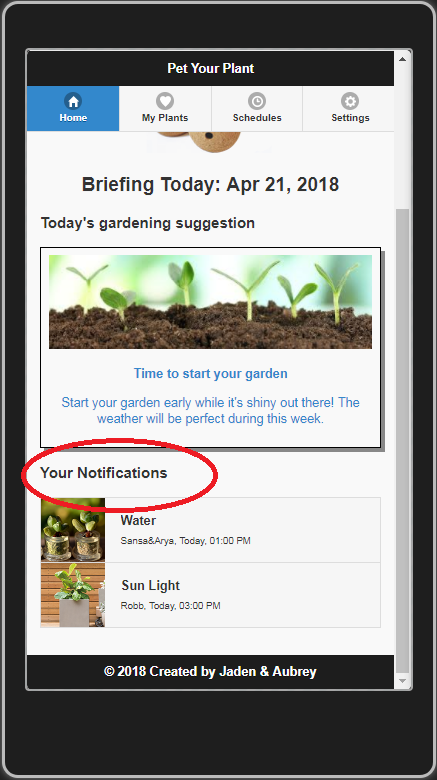 Pet Your Plant
Home
My Plants
Schedules
Settings
Briefing Today: Apr 21, 2018
Today's gardening suggestion
Time to start your garden
Start your garden early while it's shiny out there! The
weather will be perfect during this week.
Your Notifications
Water
Sansa&Arya, Today, 01:00 PM
Sun Light
Robb, Today, 03:00 PM
© 2018 Created by Jaden & Aubrey